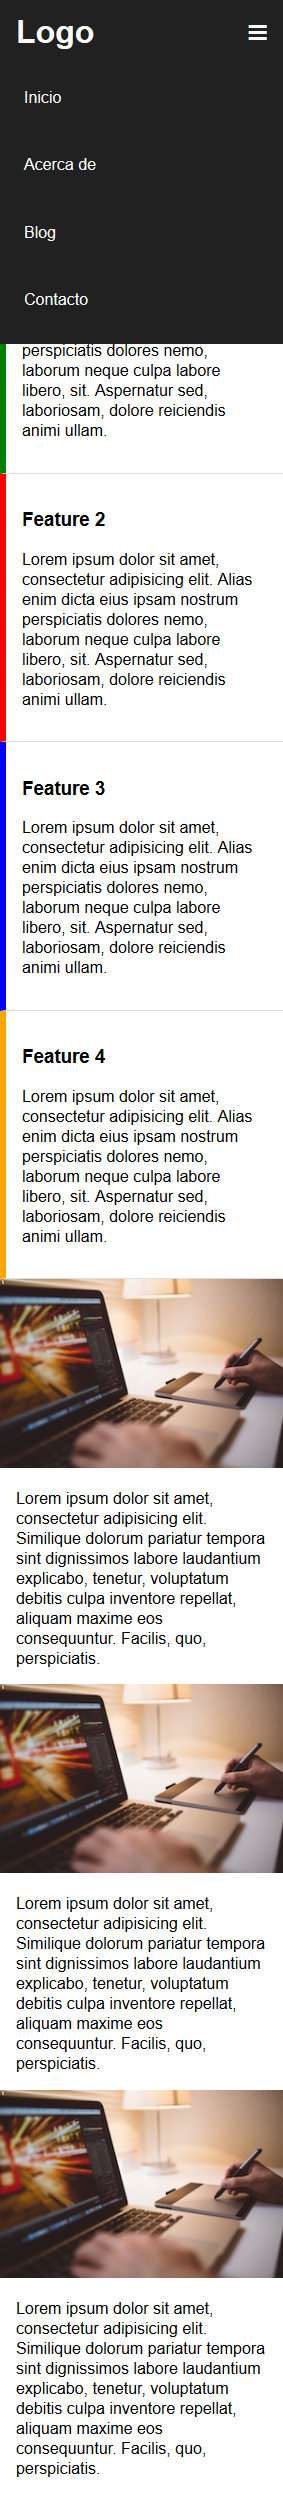 Logo
Inicio
Acerca de
Blog
Contacto
perspiciatis dolores nemo,
laborum neque culpa labore
libero, sit. Aspernatur sed,
laboriosam, dolore reiciendis
animi ullam.
Feature 2
Lorem ipsum dolor sit amet,
consectetur adipisicing elit. Alias
enim dicta eius ipsam nostrum
perspiciatis dolores nemo,
laborum neque culpa labore
libero, sit. Aspernatur sed,
laboriosam, dolore reiciendis
animi ullam.
Feature 3
Lorem ipsum dolor sit amet,
consectetur adipisicing elit. Alias
enim dicta eius ipsam nostrum
perspiciatis dolores nemo,
laborum neque culpa labore
libero, sit. Aspernatur sed,
laboriosam, dolore reiciendis
animi ullam.
Feature 4
Lorem ipsum dolor sit amet,
consectetur adipisicing elit. Alias
enim dicta eius ipsam nostrum
perspiciatis dolores nemo,
laborum neque culpa labore
libero, sit. Aspernatur sed,
laboriosam, dolore reiciendis
animi ullam.
Lorem ipsum dolor sit amet,
consectetur adipisicing elit.
Similique dolorum pariatur tempora
sint dignissimos labore laudantium
explicabo, tenetur, voluptatum
debitis culpa inventore repellat,
aliquam maxime eos
consequuntur. Facilis, quo,
perspiciatis.
Lorem ipsum dolor sit amet,
consectetur adipisicing elit.
Similique dolorum pariatur tempora
sint dignissimos labore laudantium
explicabo, tenetur, voluptatum
debitis culpa inventore repellat,
aliquam maxime eos
consequuntur. Facilis, quo,
perspiciatis.
Lorem ipsum dolor sit amet,
consectetur adipisicing elit.
Similique dolorum pariatur tempora
sint dignissimos labore laudantium
explicabo, tenetur, voluptatum
debitis culpa inventore repellat,
aliquam maxime eos
consequuntur. Facilis, quo,
perspiciatis.